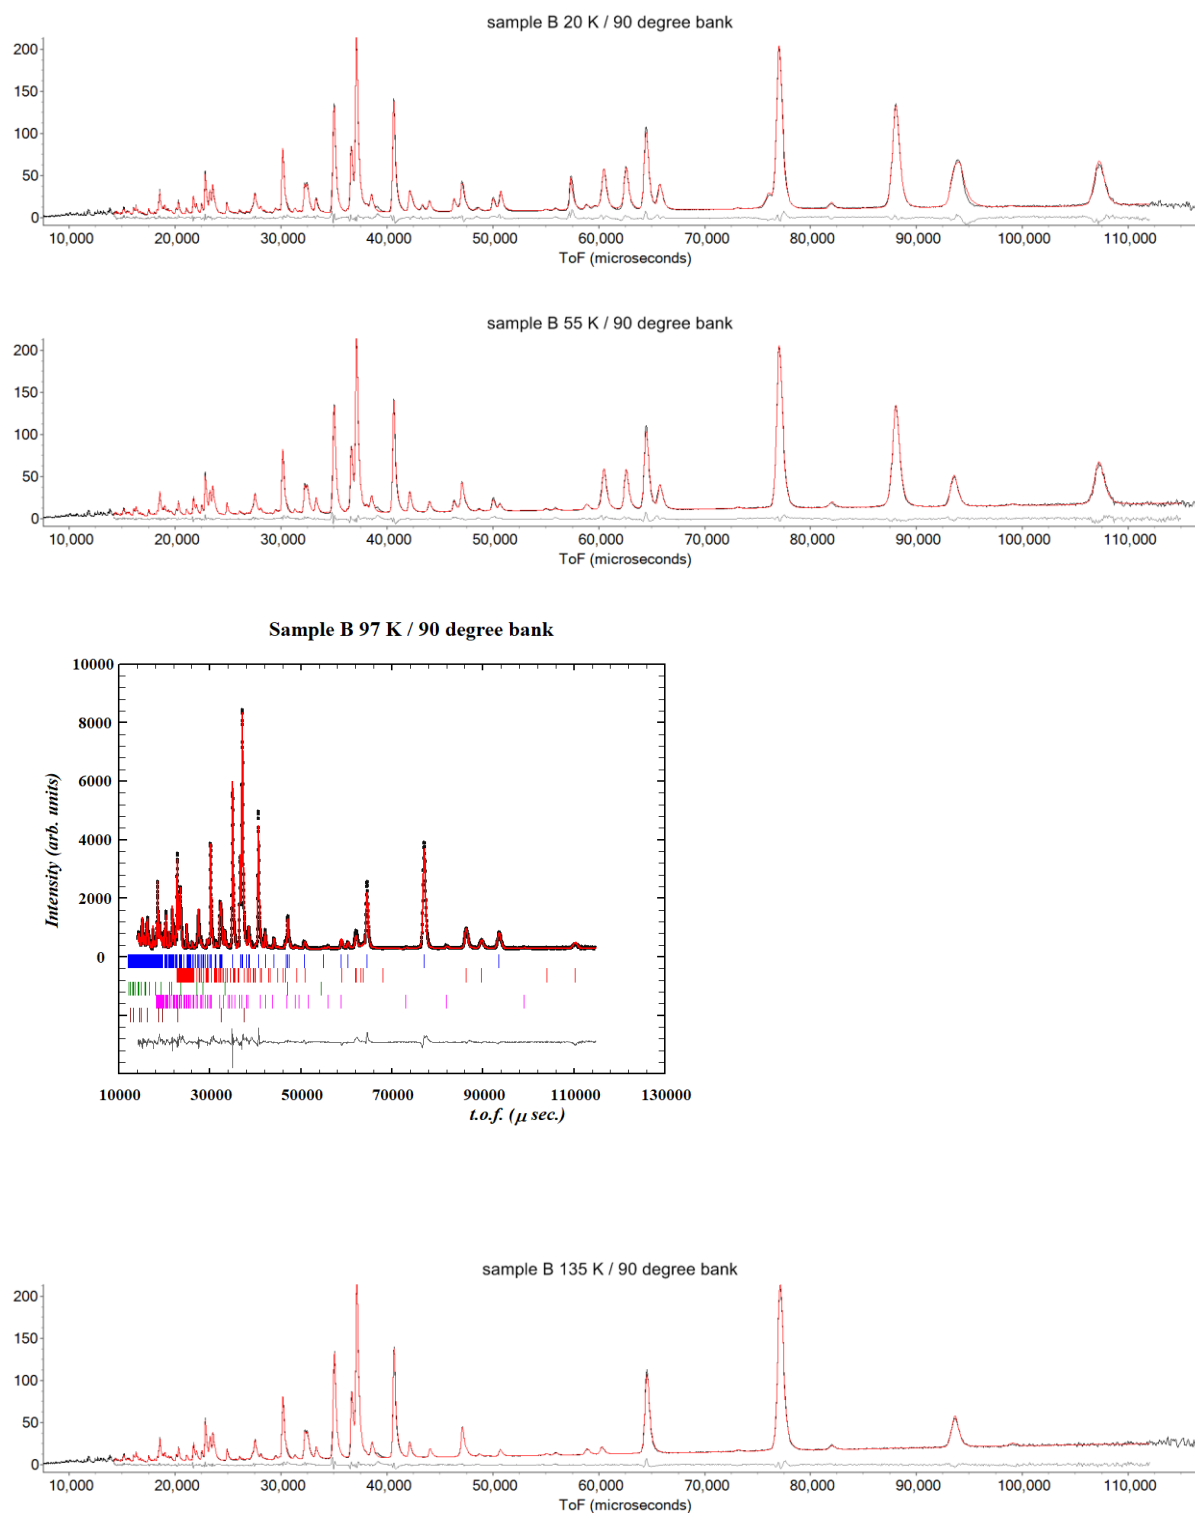 sample B 20 K / 90 degree bank
200
150
100
50
0
10,000 20,000 30,000 40,000 50,000 60,000 70,000 80,000 90,000 100,000 110,000
ToF (microseconds)
sample B 55 K / 90 degree bank
200
150
100
50
0
10,000 20,000 30,000 40,000 50,000 60,000 70,000 80,000 90,000 100,000 110,000
ToF (microseconds)
Sample B 97 K / 90 degree bank
10000
8000
6000
4000
2000
0
Intensity (arb. units)
10000 30000 50000 70000 90000 110000 130000
t.o.f. (μ sec.)
sample B 135 K / 90 degree bank
200
150
100
50
0
10,000 20,000 30,000 40,000 50,000 60,000 70,000 80,000 90,000 100,000 110,000
ToF (microseconds)